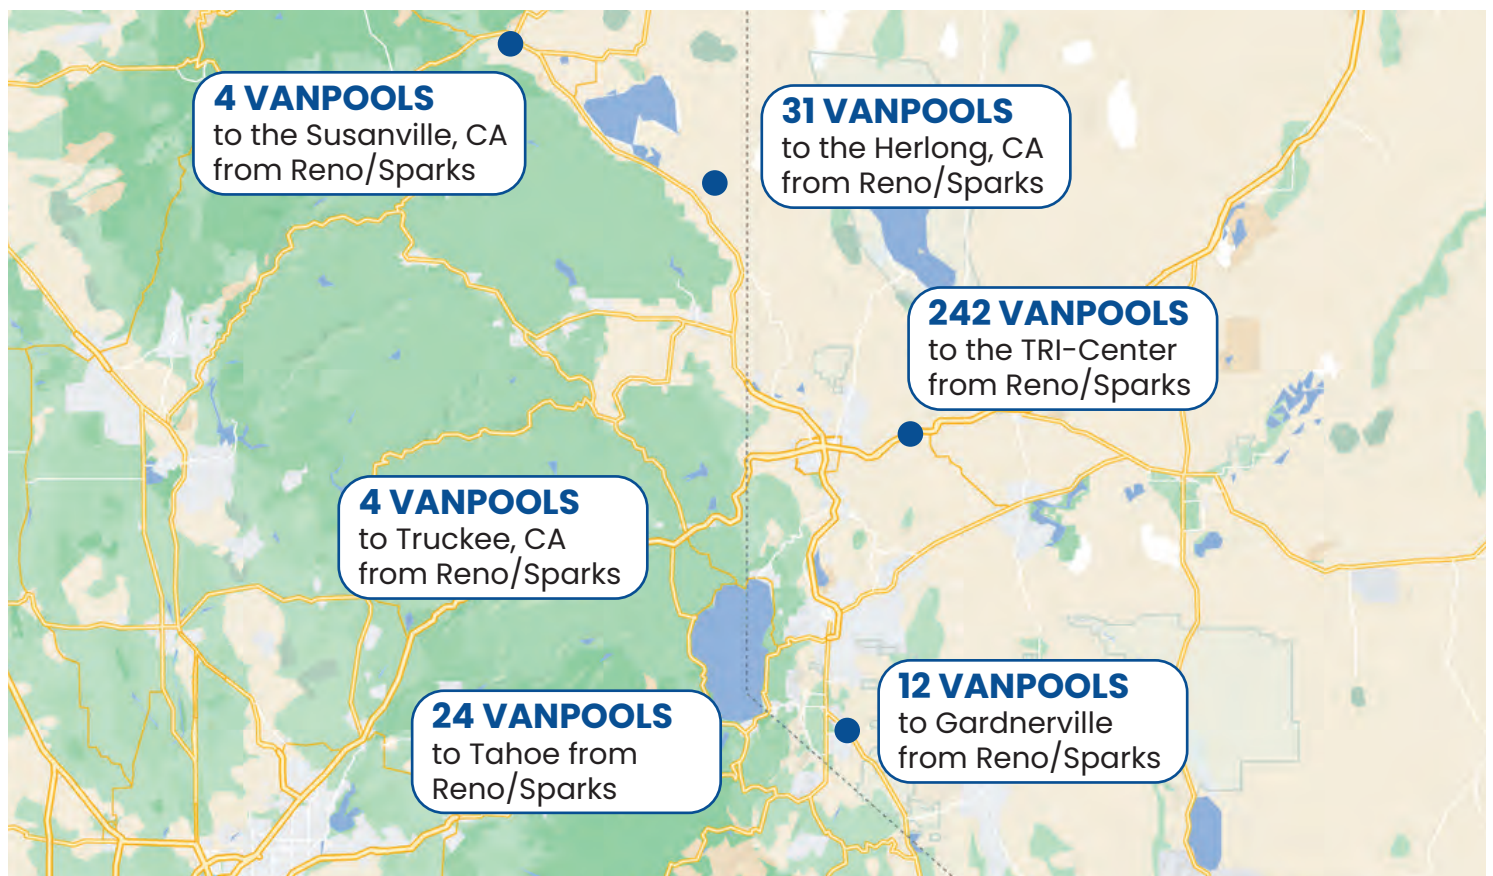 4 VANPOOLS
to the Susanville, CA
from Reno/Sparks
31 VANPOOLS
to the Herlong, CA
from Reno/Sparks
242 VANPOOLS
to the TRI-Center
from Reno/Sparks
4 VANPOOLS
to Truckee, CA
from Reno/Sparks
24 VANPOOLS
to Tahoe from
Reno/Sparks
12 VANPOOLS
to Gardnerville
from Reno/Sparks